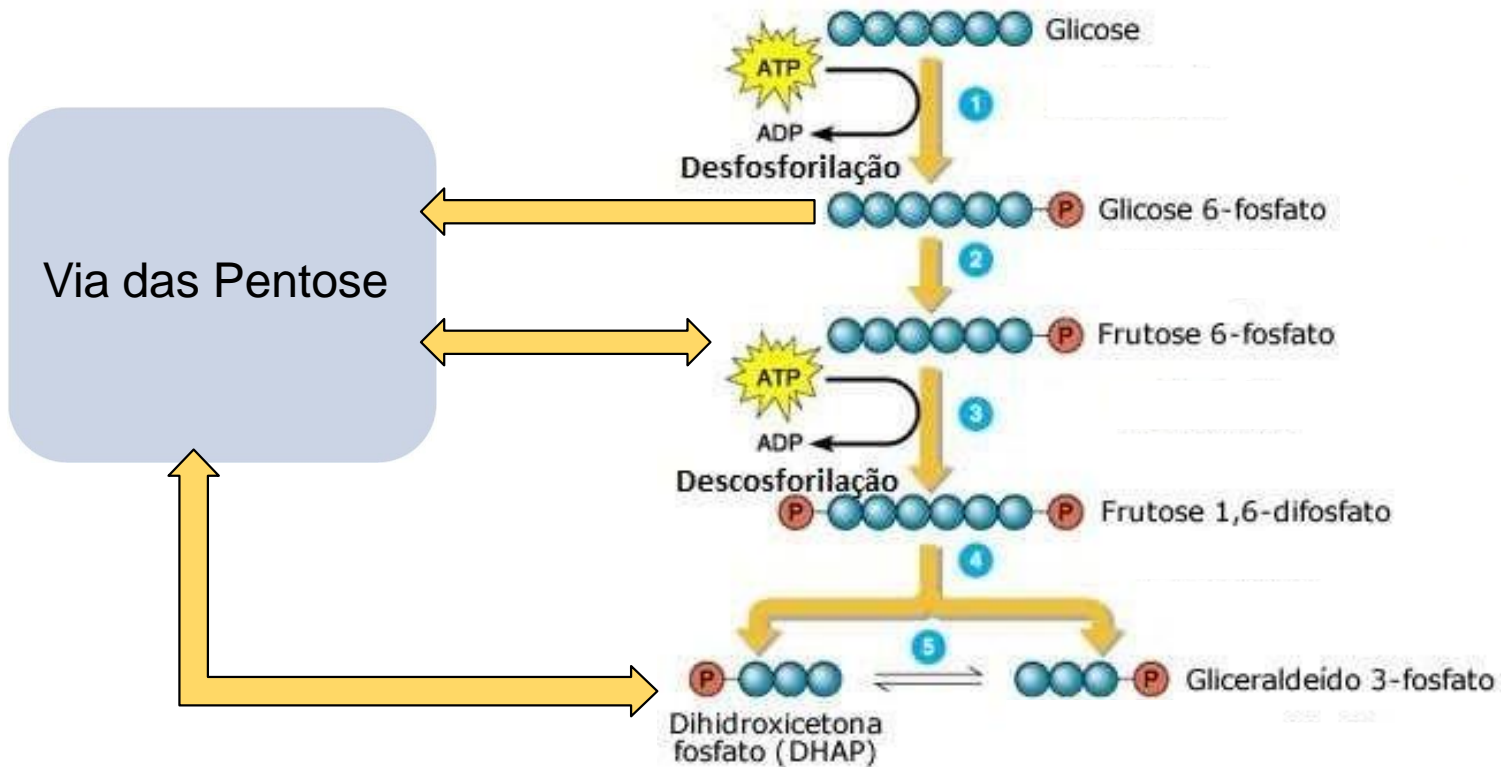 Glicose
ATP
1
ADP
Desfosforilação
P
Glicose 6-fosfato
Via das Pentose
2
P
Frutose 6-fosfato
ATP
3
ADP
Descosforilação
P
P
Frutose 1,6-difosfato
4
5
P
P
Gliceraldeído 3-fosfato
Dihidroxicetona
fosfato (DHAP)